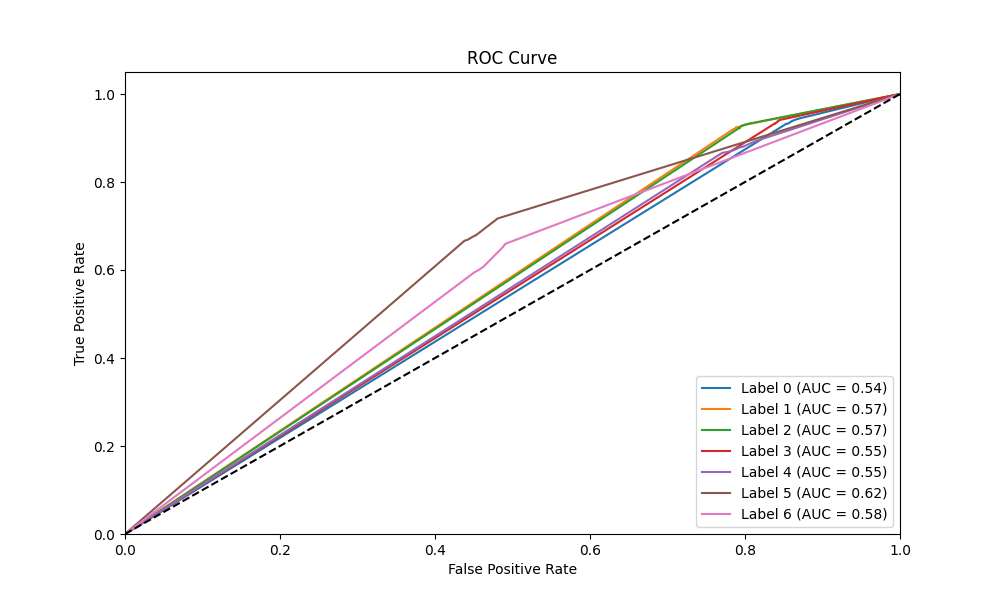 ROC Curve
1.0
0.8
0.6
0.4
0.2
0.0
True Positive Rate
0.0 0.2 0.4 0.6 0.8 1.0
False Positive Rate
Label 0 (AUC = 0.54)
Label 1 (AUC = 0.57)
Label 2 (AUC = 0.57)
Label 3 (AUC = 0.55)
Label 4 (AUC = 0.55)
Label 5 (AUC = 0.62)
Label 6 (AUC = 0.58)